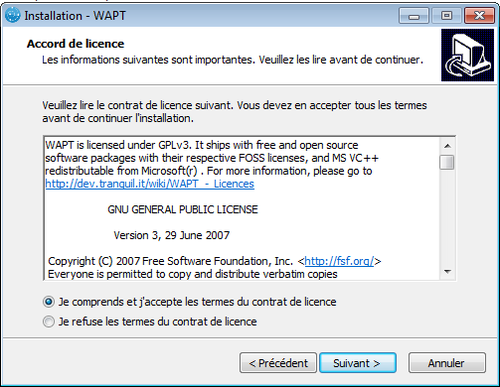 Installation - WAPT
Accord de licence
Les informations suivantes sont importantes. Veuillez les lire avant de continuer.
Veuillez lire le contrat de licence suivant. Vous devez en accepter tous les termes
avant de continuer l'installation.
WAPT is licensed under GPLv3. It ships with free and open source
software packages with their respective FOSS licenses, and MS VC++
redistributable from Microsoft(r) . For more information, please go to
http://dev.tranquil.it/wiki/WAPT_-_Licences
GNU GENERAL PUBLIC LICENSE
Version 3, 29 June 2007
Copyright (C) 2007 Free Software Foundation, Inc. <http://fsf.org/>
Everyone is permitted to copy and distribute verbatim copies
Je comprends et j'accepte les termes du contrat de licence
Je refuse les termes du contrat de licence
< Précédent
Suivant >
Annuler